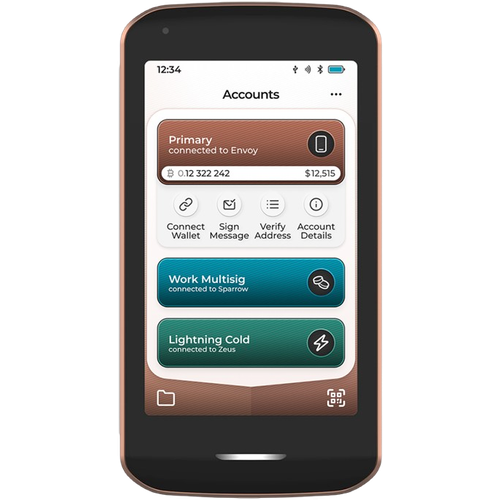 12:34
Accounts
Primary
connected to Envoy
₿ 0.12 322 242 $12,515
Connect Wallet
Sign Message
Verify Address
Account Details
Work Multisig
connected to Sparrow
Lightning Cold
connected to Zeus